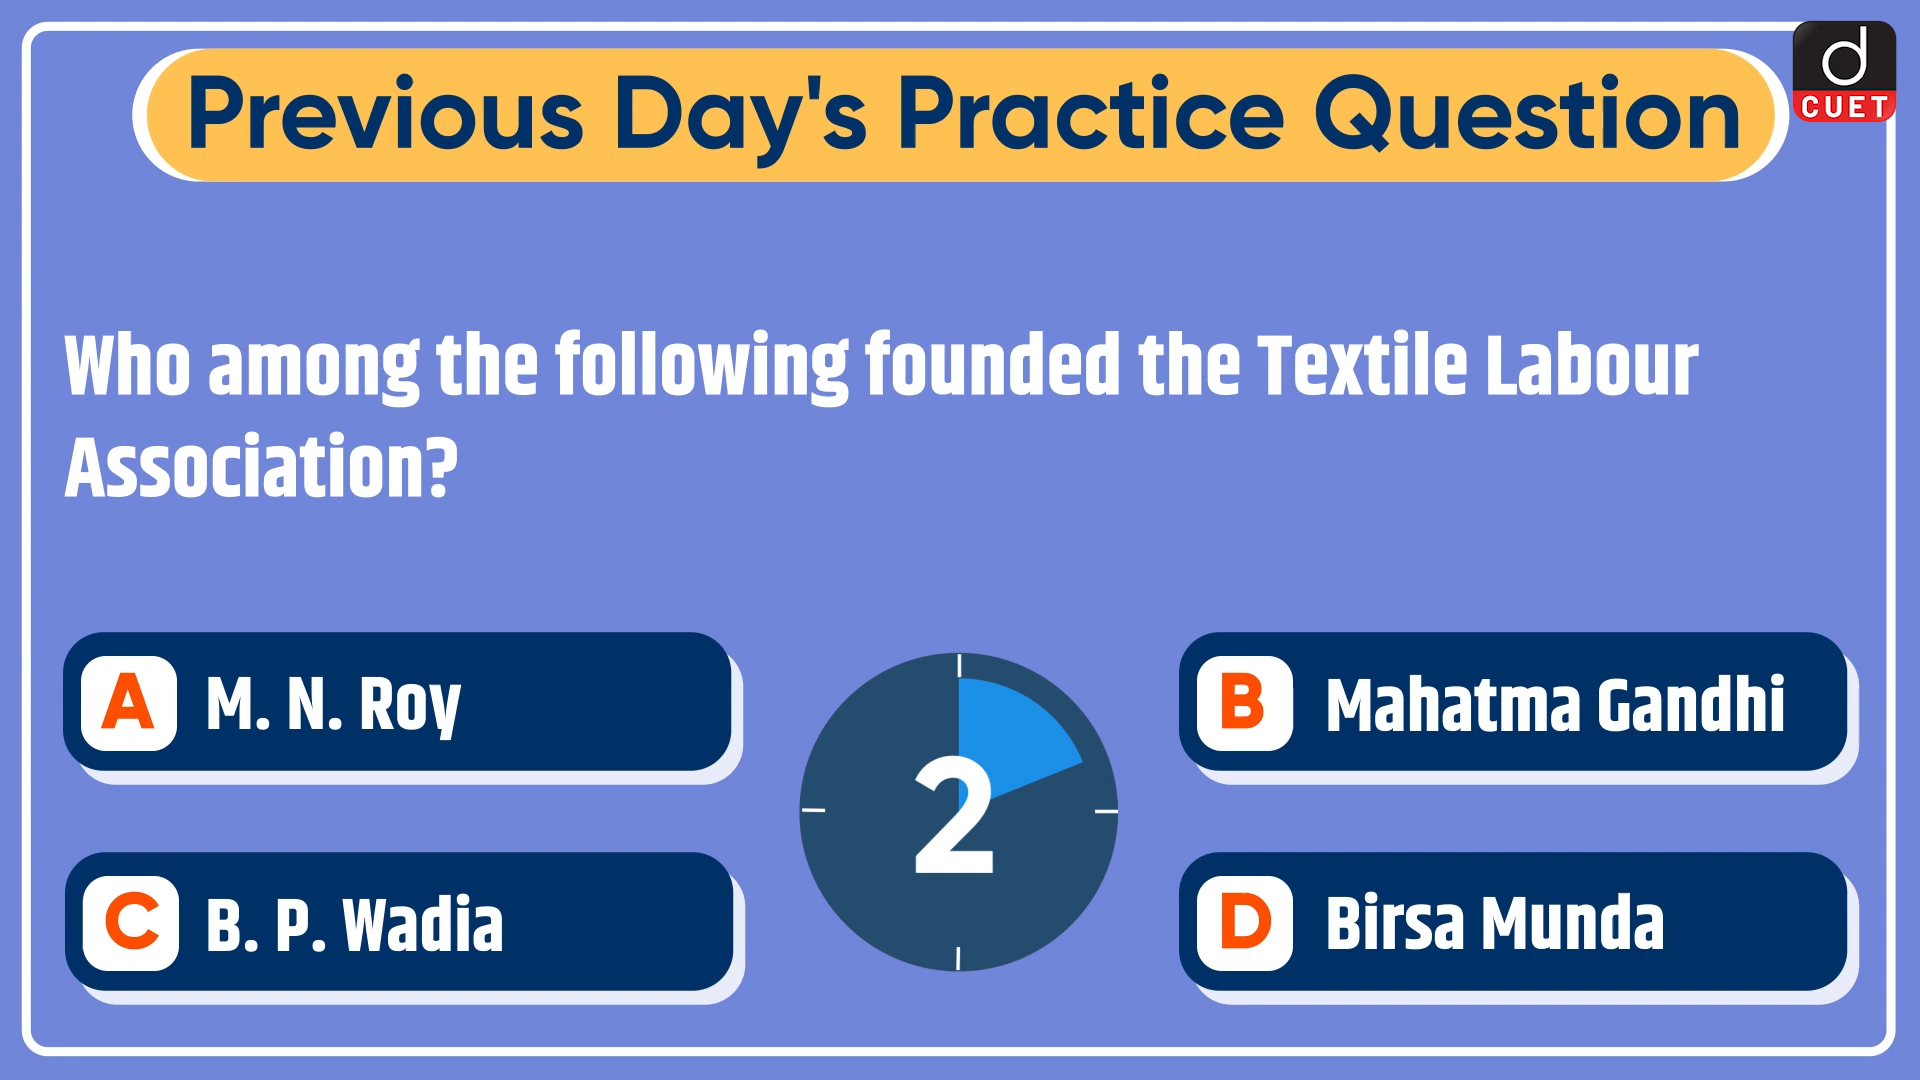 Previous Day's Practice Question
d
CUET
Who among the following founded the Textile Labour
Association?
A M. N. Roy
B Mahatma Gandhi
2
C B. P. Wadia
D Birsa Munda